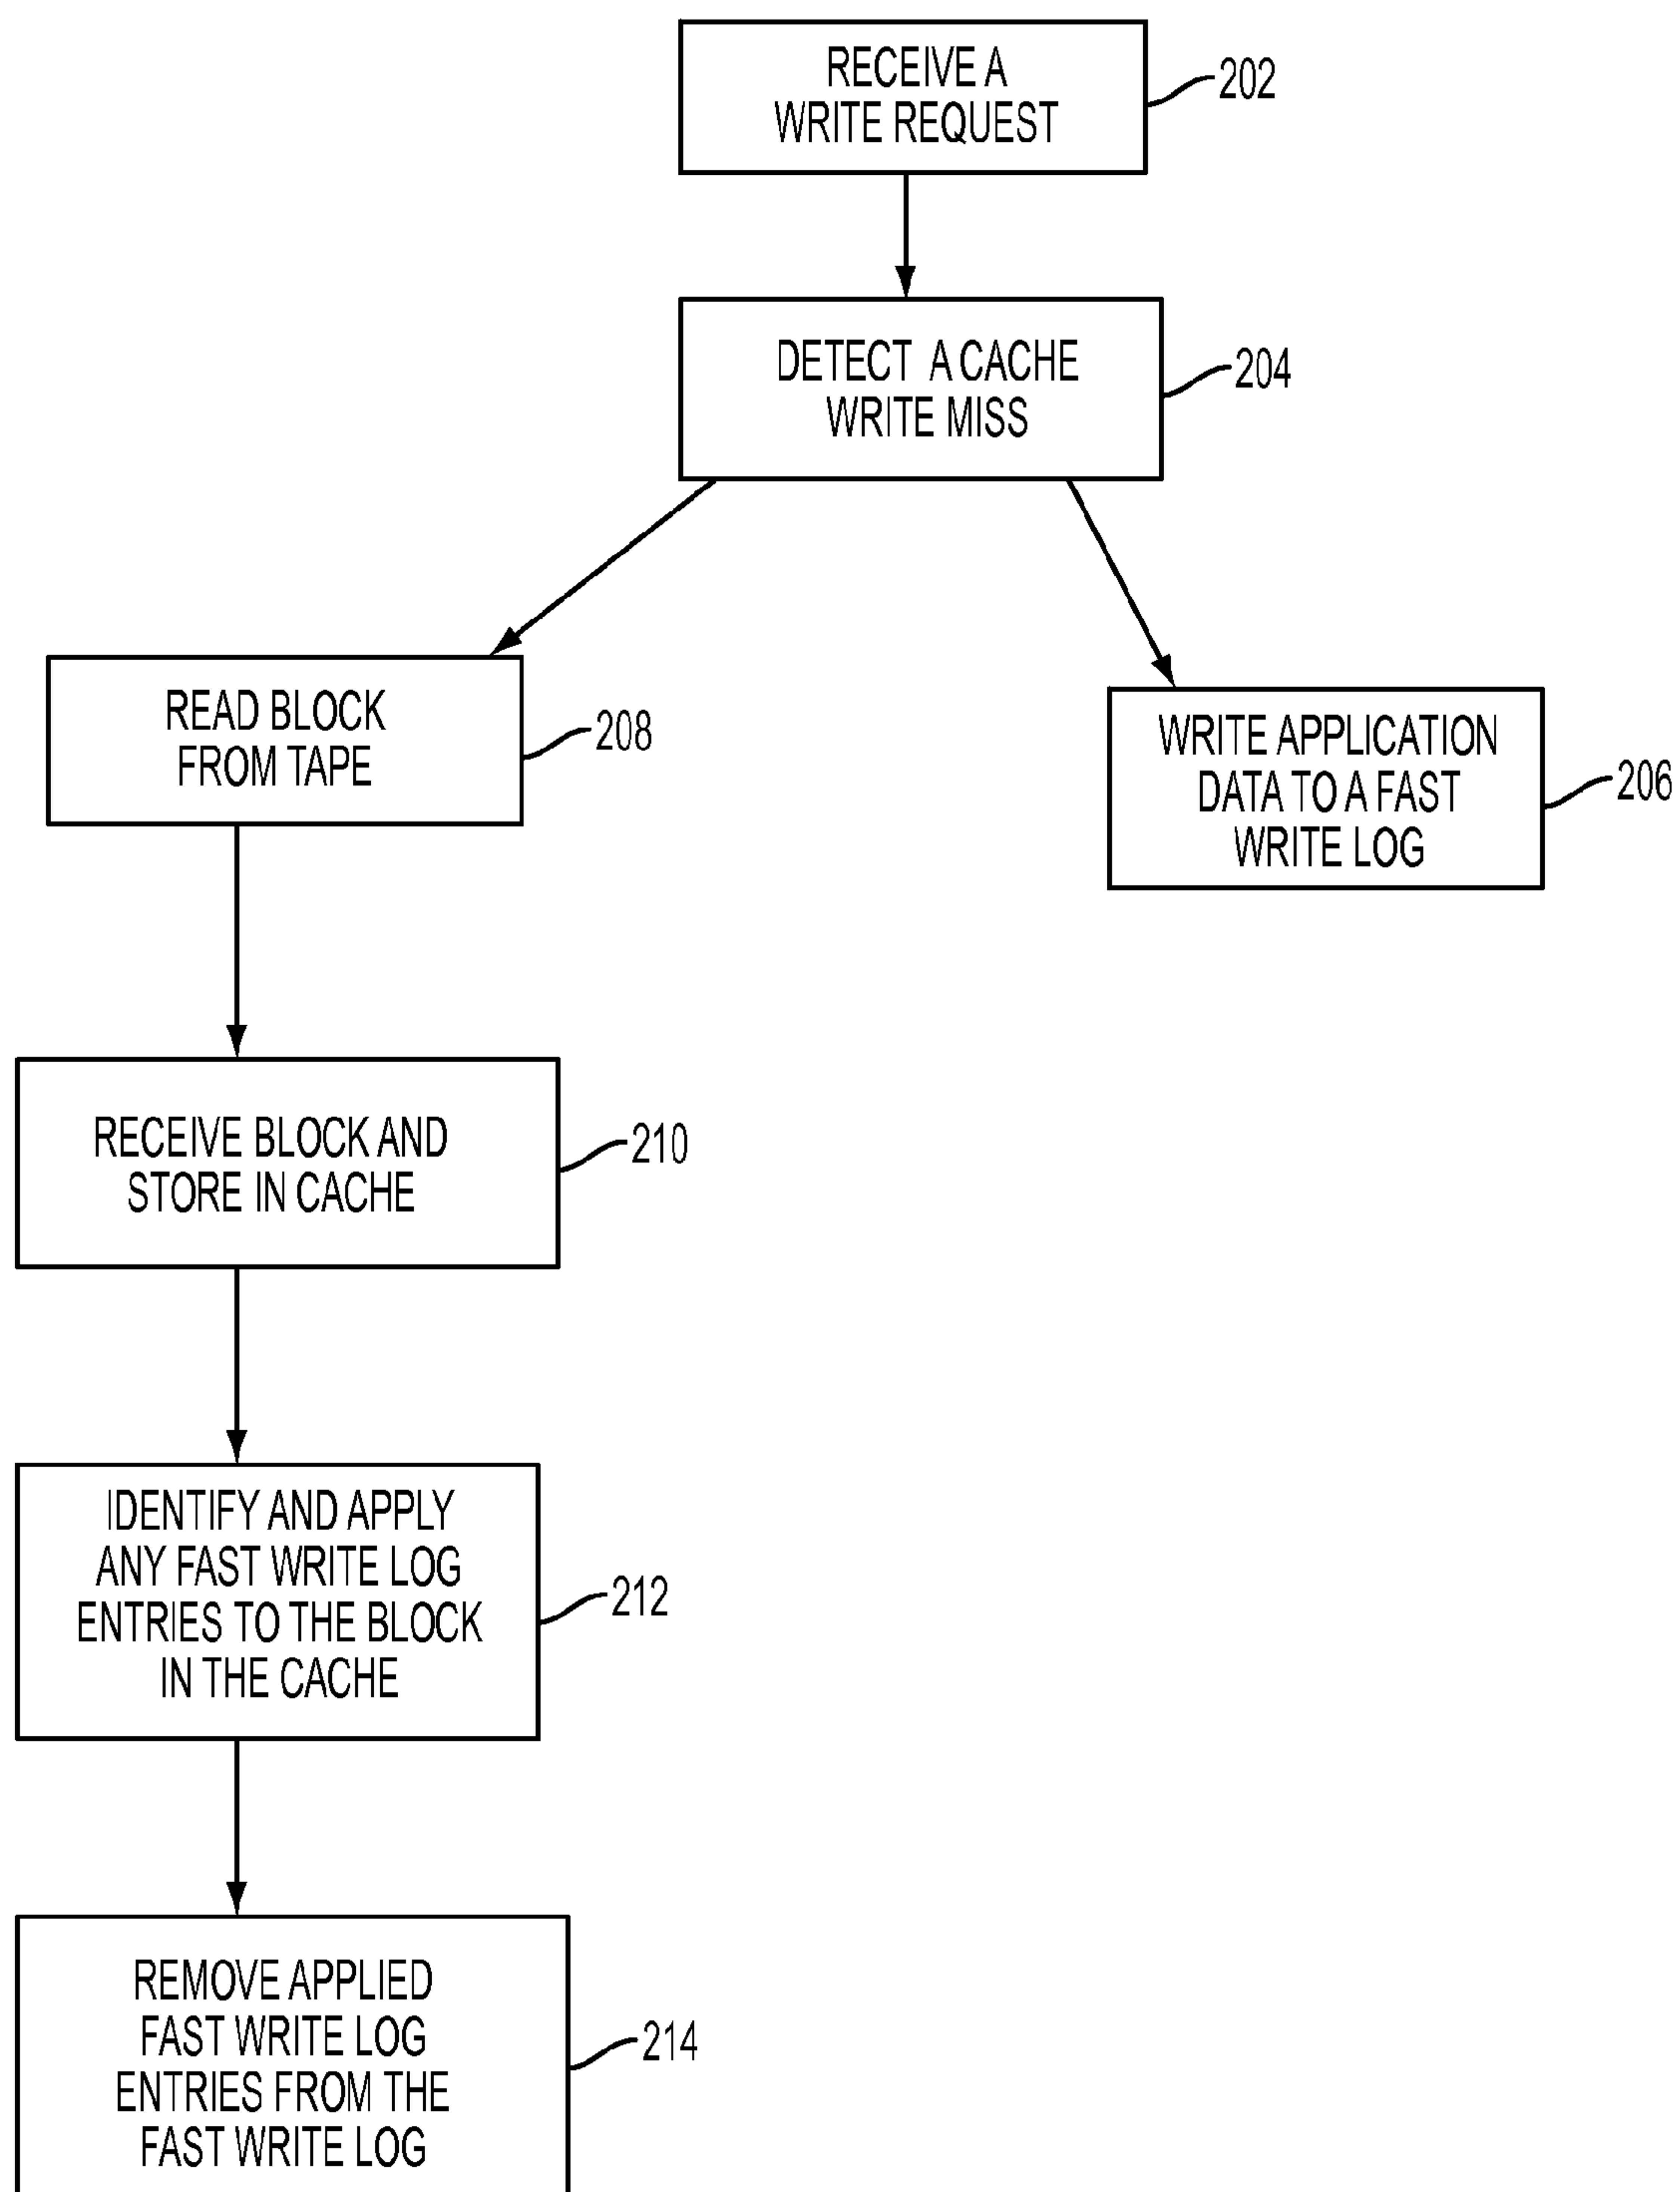 RECEIVE A
WRITE REQUEST
202
DETECT A CACHE
WRITE MISS
204
READ BLOCK
FROM TAPE
208
WRITE APPLICATION
DATA TO A FAST
WRITE LOG
206
RECEIVE BLOCK AND
STORE IN CACHE
210
IDENTIFY AND APPLY
ANY FAST WRITE LOG
ENTRIES TO THE BLOCK
IN THE CACHE
212
REMOVE APPLIED
FAST WRITE LOG
ENTRIES FROM THE
FAST WRITE LOG
214